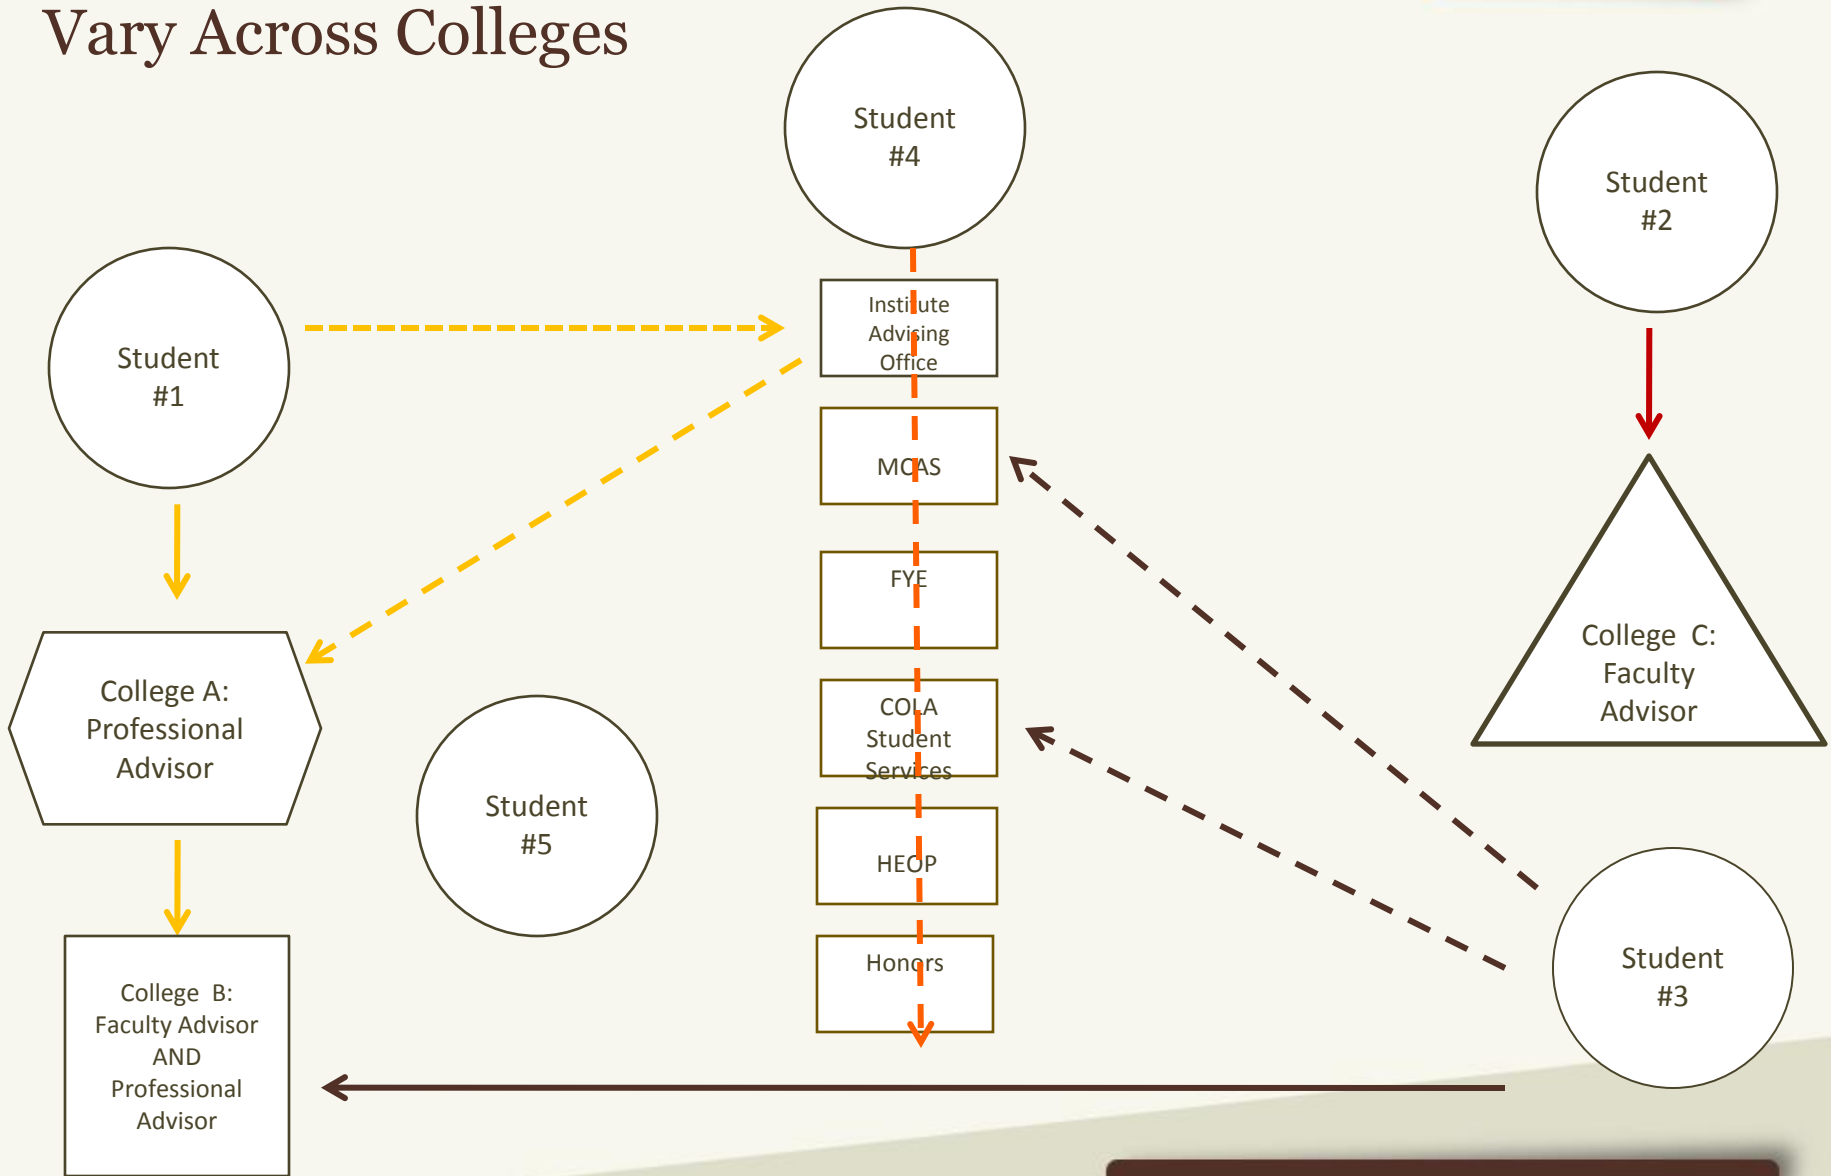 Vary Across Colleges
Student
#4
Student
#2
Student
#1
Institute
Advising
Office
MCAS
FYE
COLA
Student
Services
HEOP
Honors
College A:
Professional
Advisor
Student
#5
College C:
Faculty
Advisor
Student
#3
College B:
Faculty Advisor
AND
Professional
Advisor